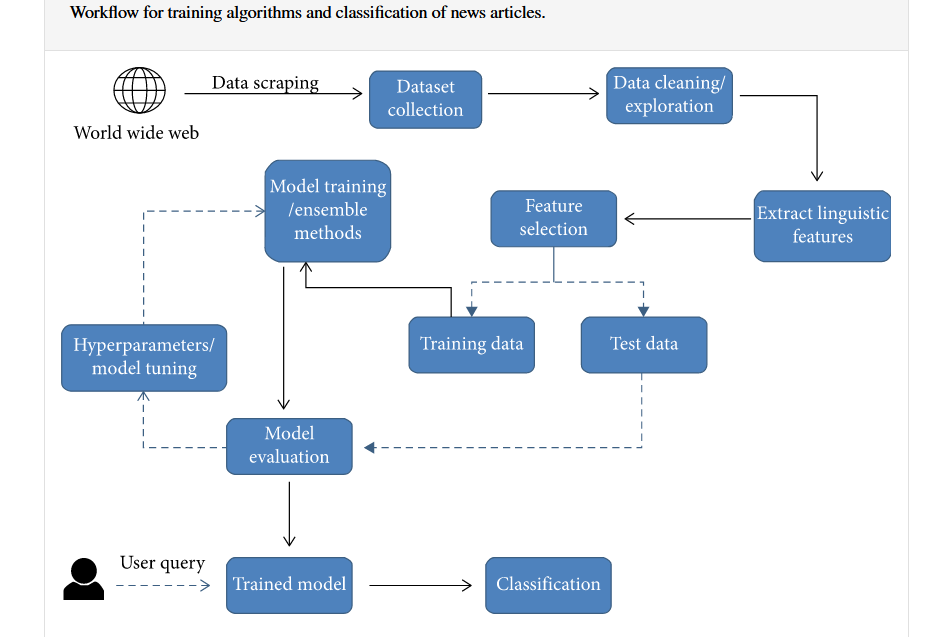 Workflow for training algorithms and classification of news articles.
Data scraping
World wide web
Dataset
collection
Data cleaning/
exploration
Extract linguistic
features
Feature
selection
Model training
/ensemble
methods
Training data
Test data
Hyperparameters/
model tuning
Model
evaluation
User query
Trained model
Classification